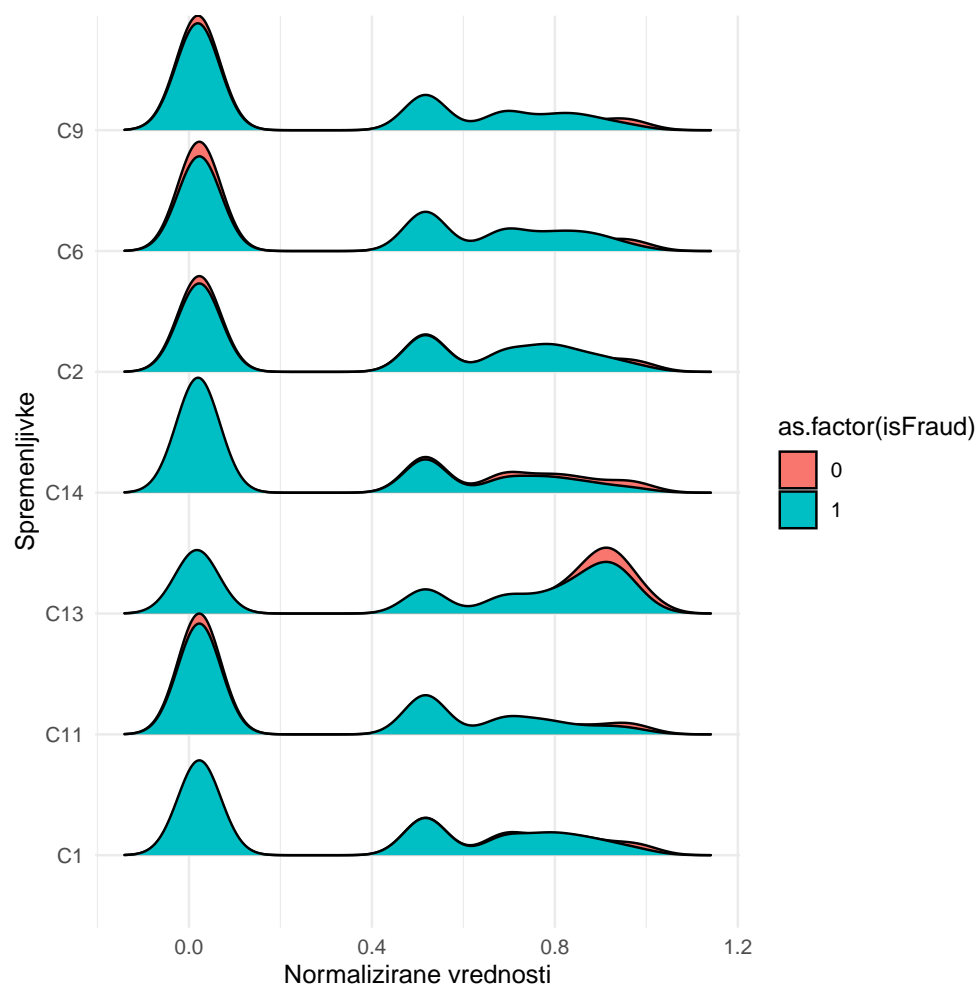 C9
C6
C2
C14
C13
C11
C1
Spremenljivke
0.0
0.4
0.8
1.2
Normalizirane vrednosti
as.factor(isFraud)
0
1